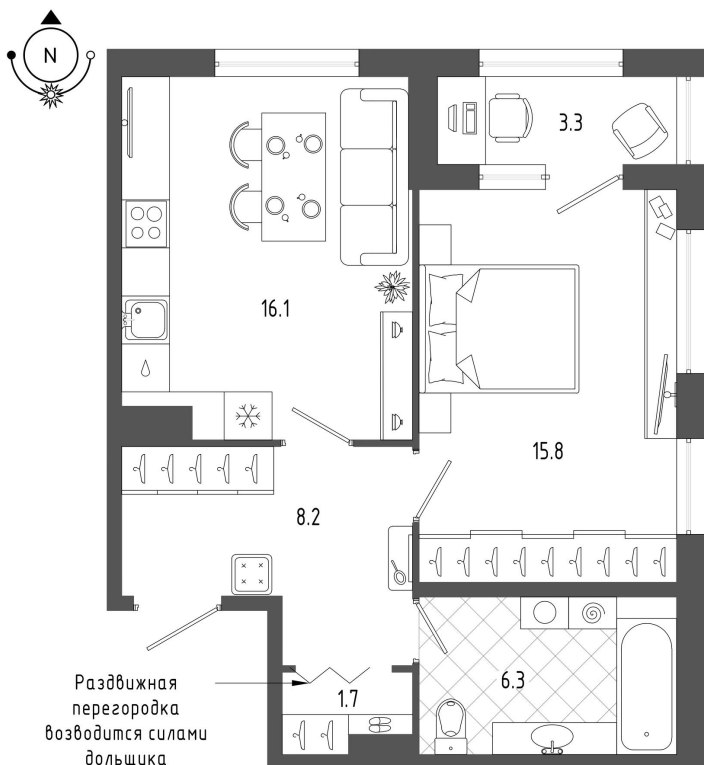 N
3.3
16.1
15.8
8.2
6.3
1.7
Раздвижная
перегородка
возводится силами
дольщика